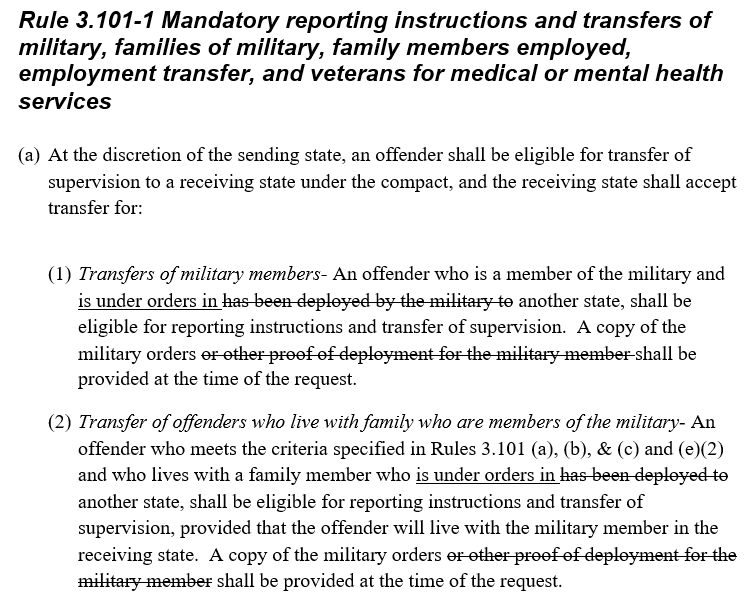 Rule 3.101-1 Mandatory reporting instructions and transfers of
military, families of military, family members employed,
employment transfer, and veterans for medical or mental health
services
(a) At the discretion of the sending state, an offender shall be eligible for transfer of
supervision to a receiving state under the compact, and the receiving state shall accept
transfer for:
(1) Transfers of military members- An offender who is a member of the military and
is under orders in has been deployed by the military to another state, shall be
eligible for reporting instructions and transfer of supervision. A copy of the
military orders or other proof of deployment for the military member shall be
provided at the time of the request.
(2) Transfer of offenders who live with family who are members of the military- An
offender who meets the criteria specified in Rules 3.101 (a), (b), & (c) and (e)(2)
and who lives with a family member who is under orders in has been deployed to
another state, shall be eligible for reporting instructions and transfer of
supervision, provided that the offender will live with the military member in the
receiving state. A copy of the military orders or other proof of deployment for the
military member shall be provided at the time of the request.